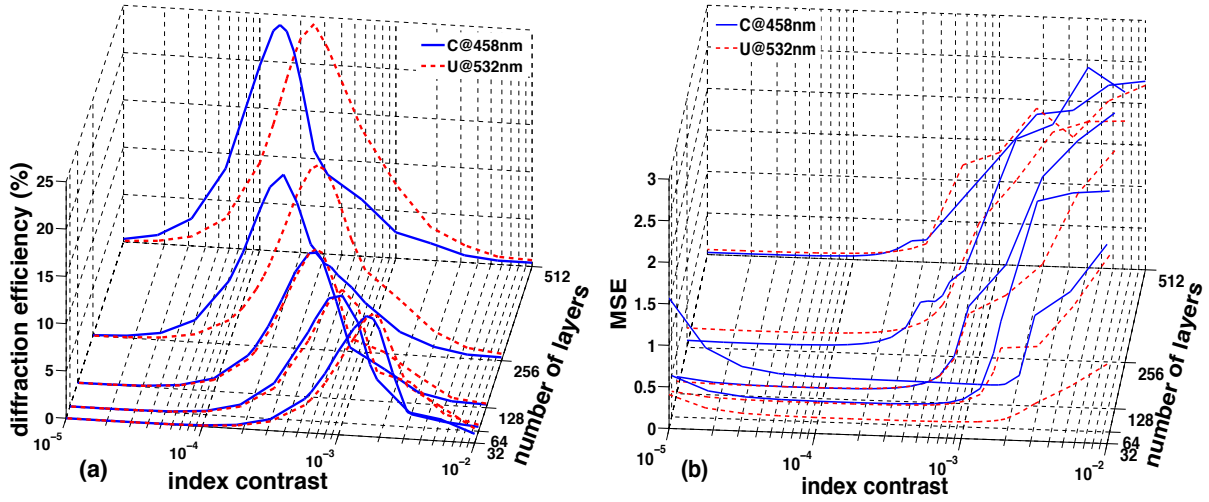 C@458nm
U@532nm
diffraction efficiency (%)
25
20
15
10
5
0
10^-5
10^-4
10^-3
10^-2
index contrast
512
256
128
64
32
number of layers
(a)
C@458nm
U@532nm
MSE
3
2.5
2
1.5
1
0.5
0
10^-5
10^-4
10^-3
10^-2
index contrast
512
256
128
64
32
number of layers
(b)